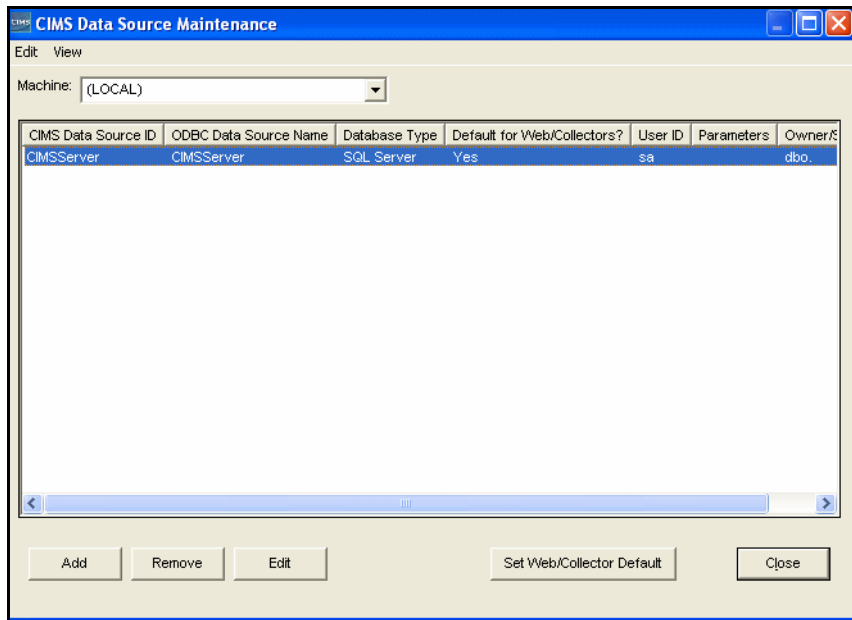 CIMS CIMS Data Source Maintenance
Edit View
Machine: (LOCAL)
CIMS Data Source ID ODBC Data Source Name Database Type Default for Web/Collectors? User ID Parameters Owner/S
CIMSServer CIMSServer SQL Server Yes sa dbo.
Add Remove Edit Set Web/Collector Default Close